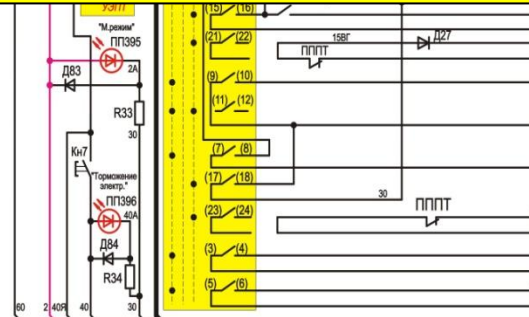 УЭПТ
"М.режим"
ПП395
2А
Д83
R33
30
Кн7
"Торможение
электр."
ПП396
40А
Д84
R34
60
2
40Я
40
30
(15) (16)
(21) (22)
15ВГ
Д27
ПППТ
(9) (10)
(11) (12)
(7) (8)
(17) (18)
30
(23) (24)
ПППТ
(3) (4)
(5) (6)